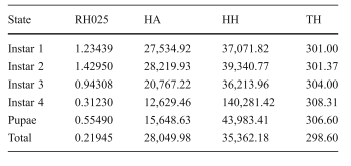 State RH025 HA HH TH
Instar 1 1.23439 27,534.92 37,071.82 301.00
Instar 2 1.42950 28,219.93 39,340.77 301.37
Instar 3 0.94308 20,767.22 36,213.96 304.00
Instar 4 0.31230 12,629.46 140,281.42 308.31
Pupae 0.55490 15,648.63 43,983.41 306.60
Total 0.21945 28,049.98 35,362.18 298.60